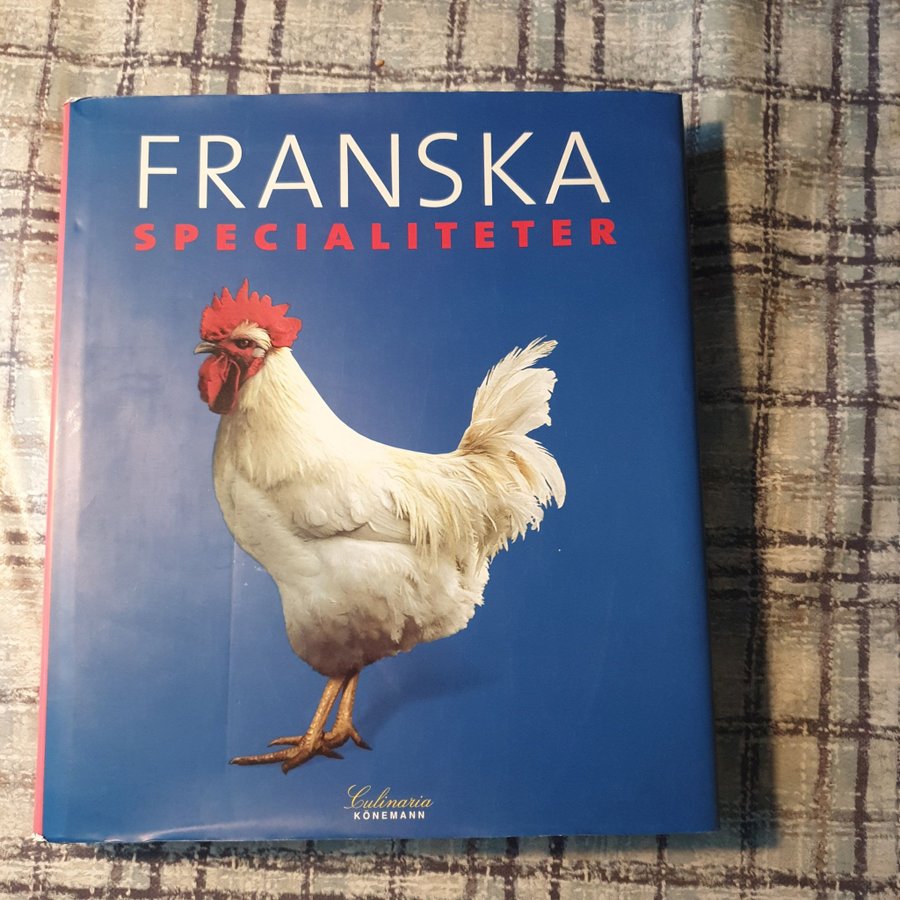 FRANSKA
SPECIALITETER
Culinaria
KÖNEMANN